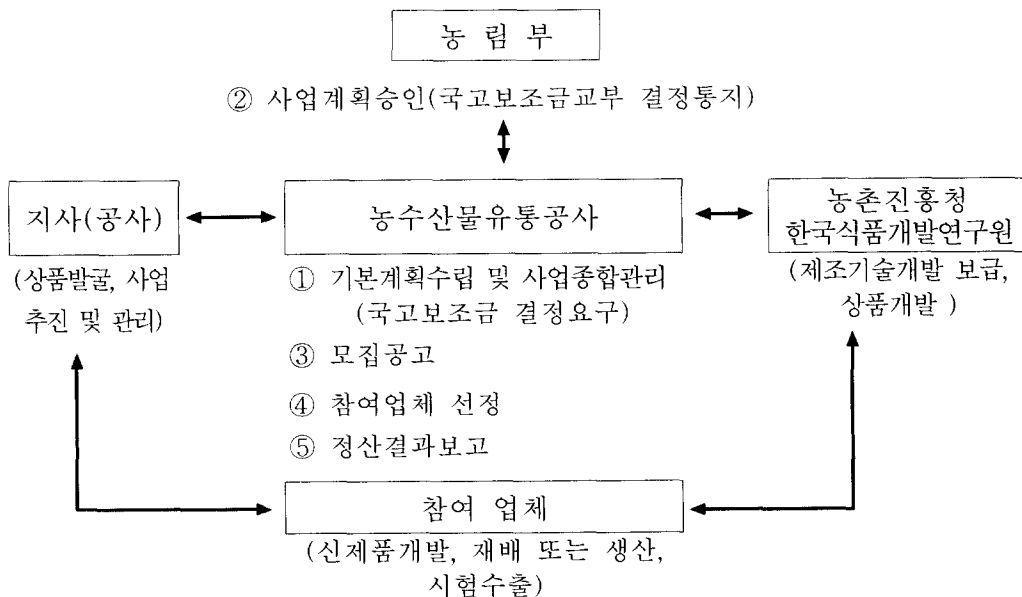 농 림 부
② 사업계획승인(국고보조금교부 결정통지)
지사(공사)
(상품발굴, 사업
추진 및 관리)
농수산물유통공사
① 기본계획수립 및 사업종합관리
(국고보조금 결정요구)
③ 모집공고
④ 참여업체 선정
⑤ 정산결과보고
농촌진흥청
한국식품개발연구원
(제조기술개발 보급,
상품개발 )
참여 업체
(신제품개발, 재배 또는 생산,
시험수출)